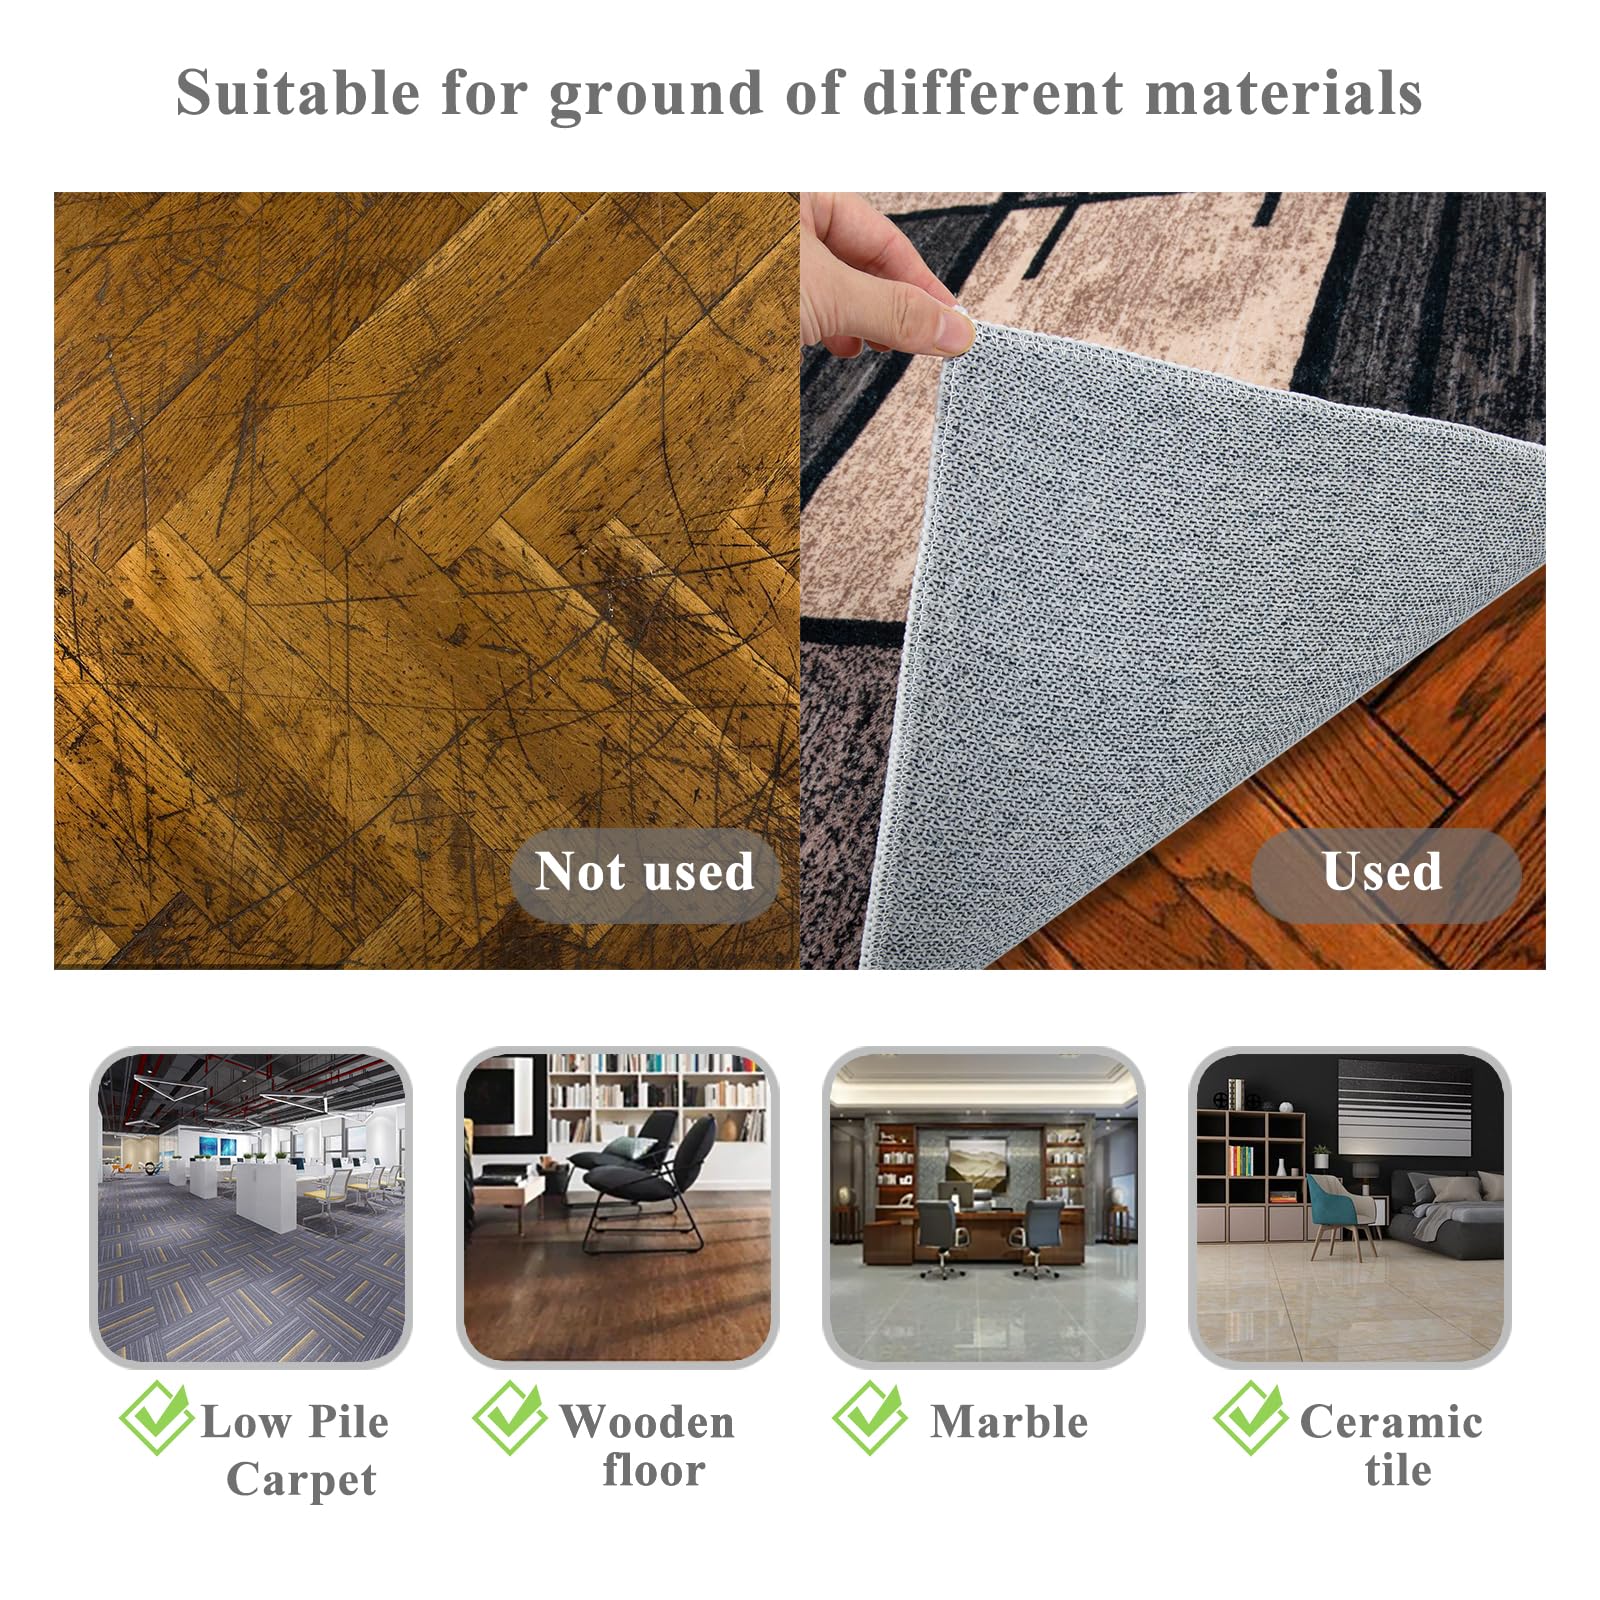 Suitable for ground of different materials
Not used
Used
Low Pile
Carpet
Wooden
floor
Marble
Ceramic
tile